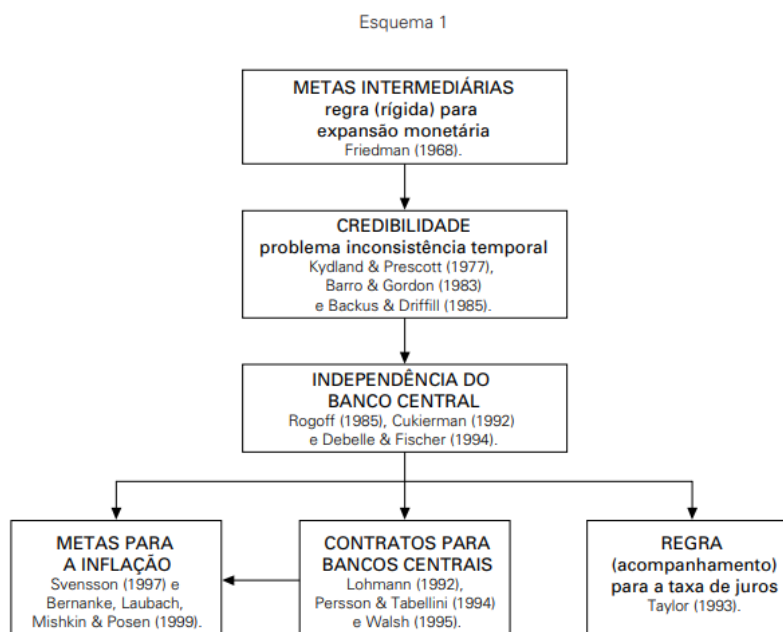 Esquema 1
METAS INTERMEDIÁRIAS
regra (rígida) para
expansão monetária
Friedman (1968).
CREDIBILIDADE
problema inconsistência temporal
Kydland & Prescott (1977),
Barro & Gordon (1983)
e Backus & Driffill (1985).
INDEPENDÊNCIA DO
BANCO CENTRAL
Rogoff (1985), Cukierman (1992)
e Debelle & Fischer (1994).
METAS PARA
A INFLAÇÃO
Svensson (1997) e
Bernanke, Laubach,
Mishkin & Posen (1999).
CONTRATOS PARA
BANCOS CENTRAIS
Lohmann (1992),
Persson & Tabellini (1994)
e Walsh (1995).
REGRA
(acompanhamento)
para a taxa de juros
Taylor (1993).